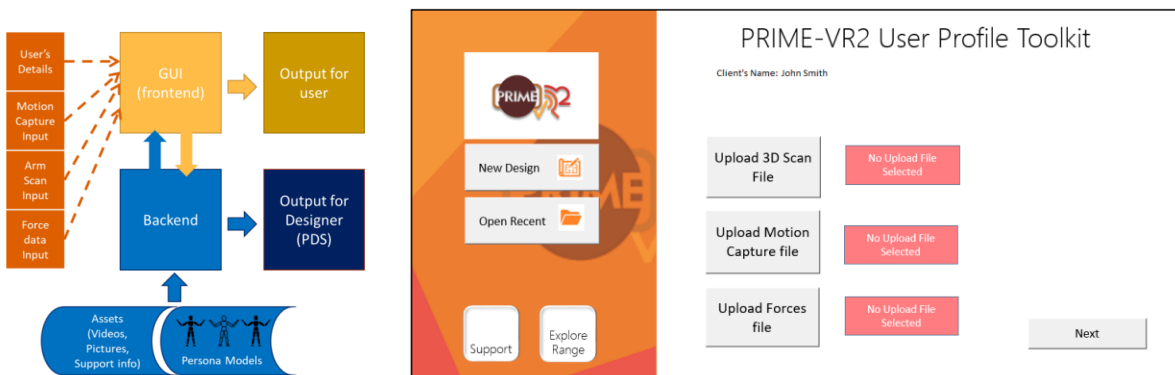 User's
Details
Motion
Capture
Input
Arm
Scan
Input
Force
data
Input
GUI
(frontend)
Output for
user
Backend
Output for
Designer
(PDS)
Assets
(Videos,
Pictures,
Support info)
Persona Models
PRIME
VR2
New Design
Open Recent
Support
Explore
Range
PRIME-VR2 User Profile Toolkit
Client's Name: John Smith
Upload 3D Scan
File
No Upload File
Selected
Upload Motion
Capture file
No Upload File
Selected
Upload Forces
file
No Upload File
Selected
Next